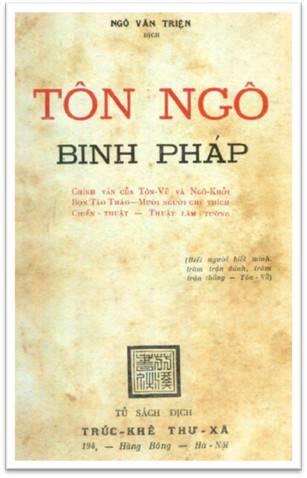 NGÔ VĂN TRIỆN
DỊCH
TÔN NGÔ
BINH PHÁP
CHÍNH VĂN CỦA TÔN-VŨ VÀ NGÔ-KHỞI
BỌN TÀO THÁO—MƯỜI NGƯỜI CHÚ THÍCH
CHIẾN-THUẬT — THUẬT LÀM TƯỚNG
(Biết người biết mình,
trăm trận đánh, trăm
trận thắng — Tôn-Vũ)
TỦ SÁCH DỊCH
TRÚC-KHÊ THƯ-XÃ
194, — Hàng Bông — Hà-Nội